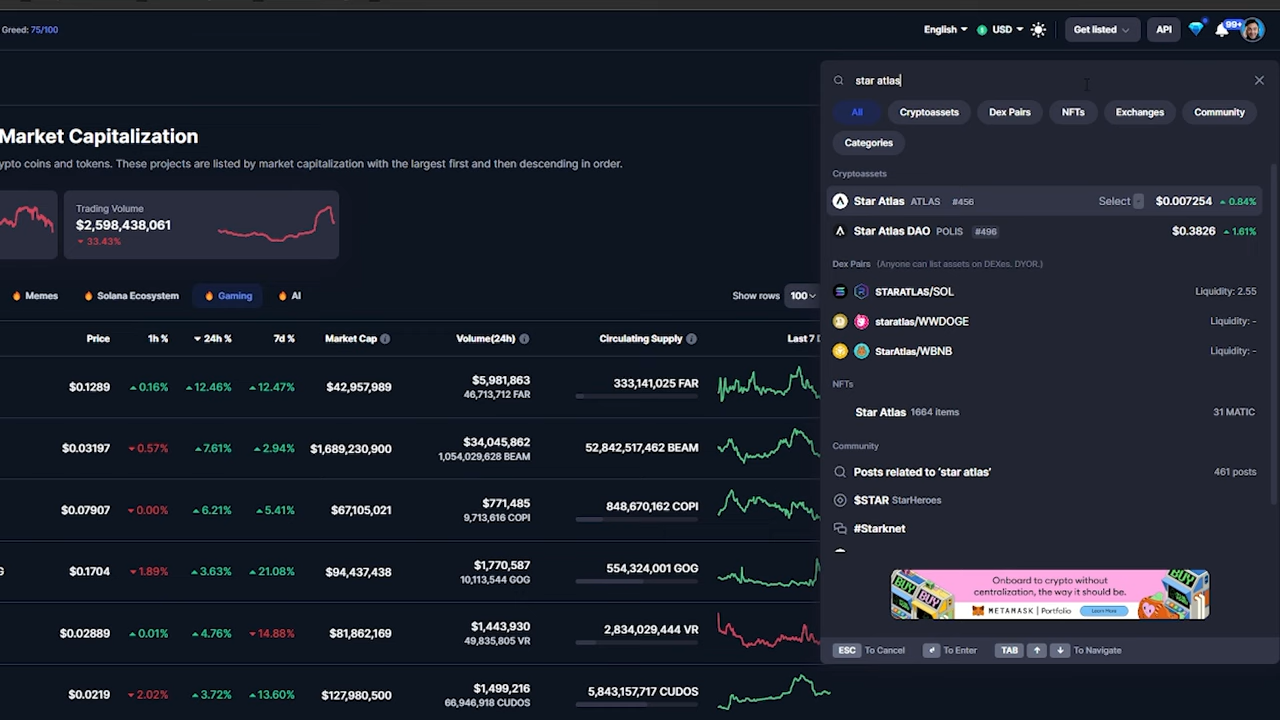 Greed: 75/100
English
USD
Get listed
API
99+
star atlas
All
Cryptoassets
Dex Pairs
NFTs
Exchanges
Community
Categories
Market Capitalization
ypto coins and tokens. These projects are listed by market capitalization with the largest first and then descending in order.
Trading Volume
$2,598,438,061
33.43%
Memes
Solana Ecosystem
Gaming
AI
Show rows
100
Price 1h % 24h % 7d % Market Cap Volume(24h) Circulating Supply Last 7 D
$0.1289 0.16% 12.46% 12.47% $42,957,989 $5,981,863 333,141,025 FAR
46,713,712 FAR
$0.03197 0.57% 7.61% 2.94% $1,689,230,900 $34,045,862 52,842,517,462 BEAM
1,054,029,628 BEAM
$0.07907 0.00% 6.21% 5.41% $67,105,021 $771,485 848,670,162 COPI
9,713,616 COPI
G $0.1704 1.89% 3.63% 21.08% $94,437,438 $1,770,587 554,324,001 GOG
10,113,544 GOG
$0.02889 0.01% 4.76% 14.88% $81,862,169 $1,443,930 2,834,029,444 VR
49,835,805 VR
$0.0219 2.02% 3.72% 13.60% $127,980,500 $1,499,216 5,843,157,717 CUDOS
66,946,918 CUDOS
Cryptoassets
Star Atlas ATLAS #456 Select $0.007254 0.84%
Star Atlas DAO POLIS #496 $0.3826 1.61%
Dex Pairs (Anyone can list assets on DEXes, DYOR.)
STARATLAS/SOL Liquidity: 2.55
staratlas/WWDOGE Liquidity: -
StarAtlas/WBNB Liquidity: -
NFTs
Star Atlas 1664 items 31 MATIC
Community
Posts related to 'star atlas' 461 posts
$STAR StarHeroes
#Starknet
BUY
BUY
Onboard to crypto without
centralization, the way it should be.
METAMASK | Portfolio Learn More
BUY
ESC To Cancel To Enter TAB To Navigate